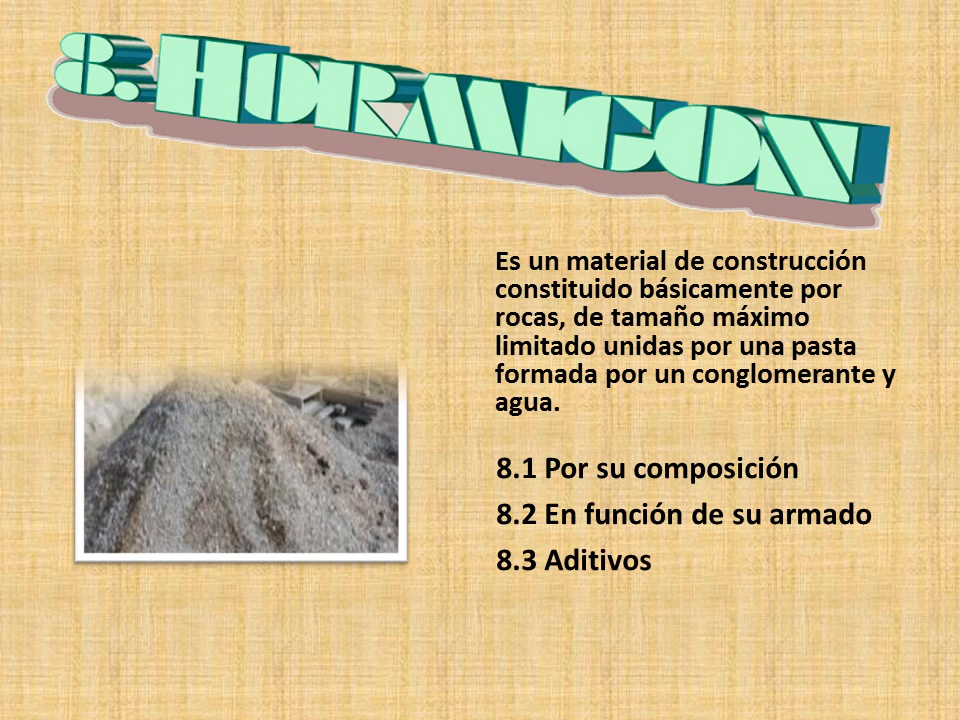 8. HORMIGON
Es un material de construcción
constituido básicamente por
rocas, de tamaño máximo
limitado unidas por una pasta
formada por un conglomerante y
agua.
8.1 Por su composición
8.2 En función de su armado
8.3 Aditivos